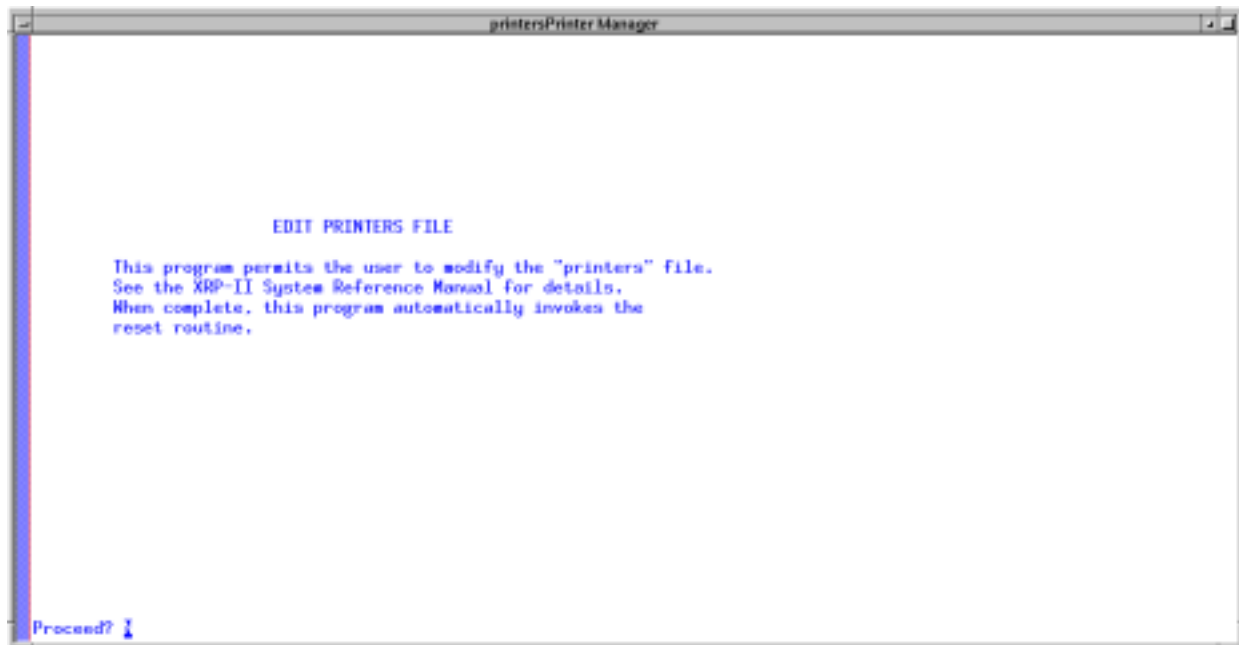 printersPrinter Manager
EDIT PRINTERS FILE
This program permits the user to modify the "printers" file.
See the XRP-II System Reference Manual for details.
When complete, this program automatically invokes the
reset routine.
Proceed?